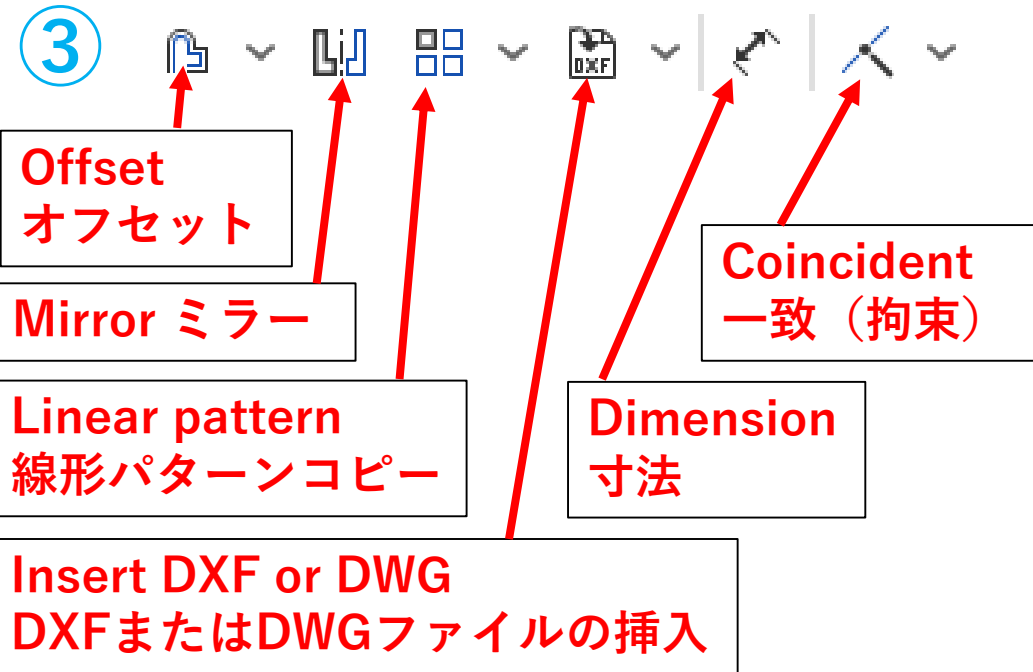 ③
DXF
Offset
オフセット
Mirror ミラー
Coincident
一致（拘束）
Linear pattern
線形パターンコピー
Dimension
寸法
Insert DXF or DWG
DXFまたはDWGファイルの挿入